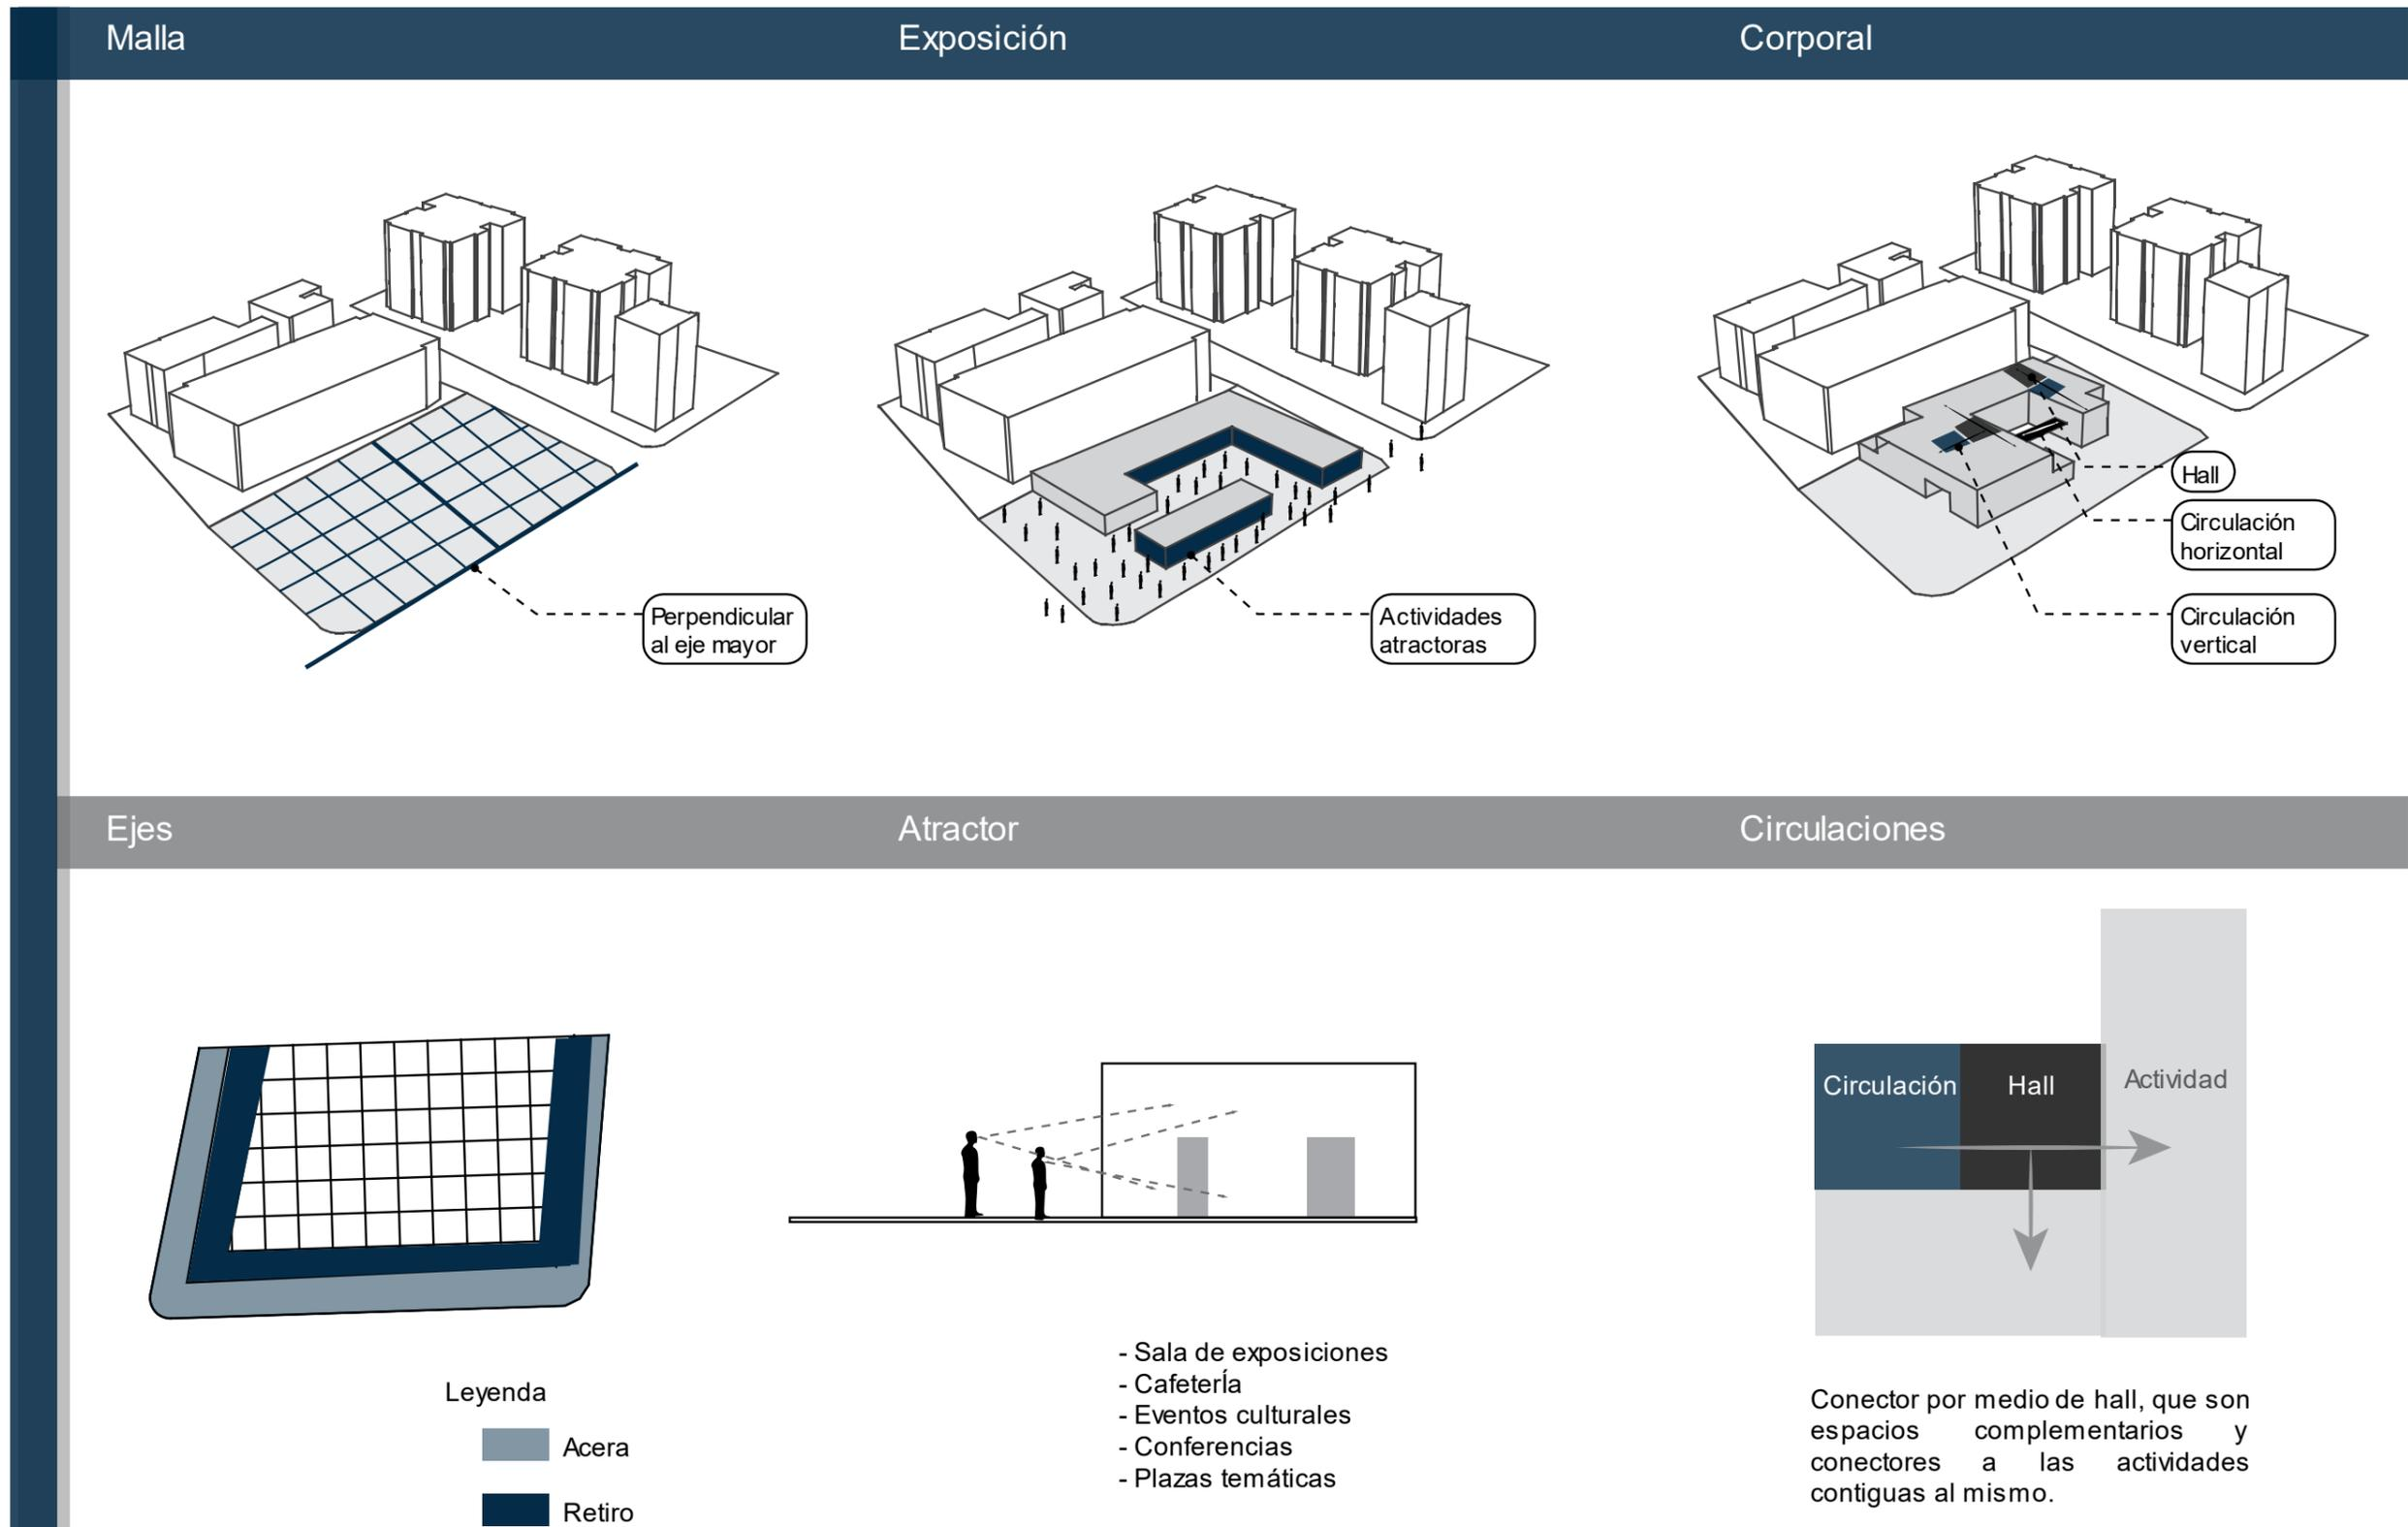 Malla
Exposición
Corporal
Perpendicular
al eje mayor
Actividades
atractoras
Hall
Circulación
horizontal
Circulación
vertical
Ejes
Atractor
Circulaciones
Leyenda
Acera
Retiro
- Sala de exposiciones
- CafeterÍa
- Eventos culturales
- Conferencias
- Plazas temáticas
Circulación
Hall
Actividad
Conector por medio de hall, que son
espacios complementarios y
conectores a las actividades
contiguas al mismo.